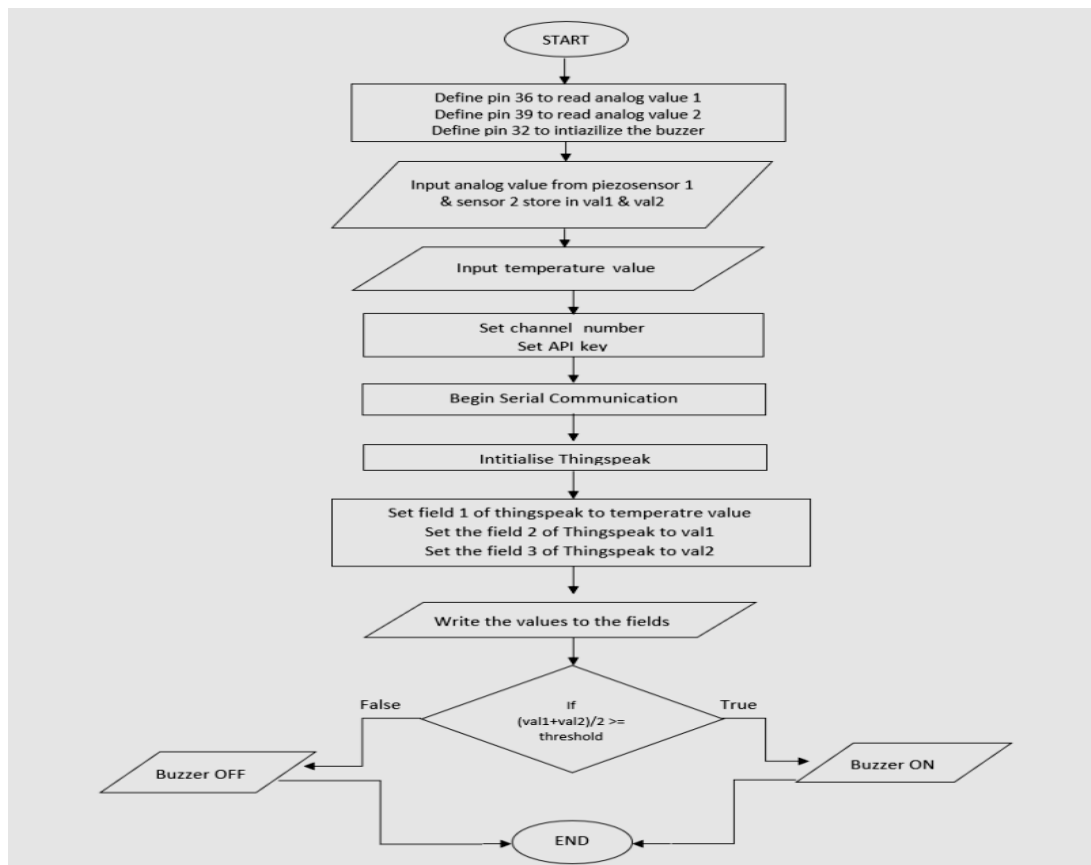 START
Define pin 36 to read analog value 1
Define pin 39 to read analog value 2
Define pin 32 to intiazilize the buzzer
Input analog value from piezosensor 1
& sensor 2 store in val1 & val2
Input temperature value
Set channel number
Set API key
Begin Serial Communication
Intitialise Thingspeak
Set field 1 of thingspeak to temperatre value
Set the field 2 of Thingspeak to val1
Set the field 3 of Thingspeak to val2
Write the values to the fields
False
If
(val1+val2)/2 >=
threshold
True
Buzzer OFF
Buzzer ON
END